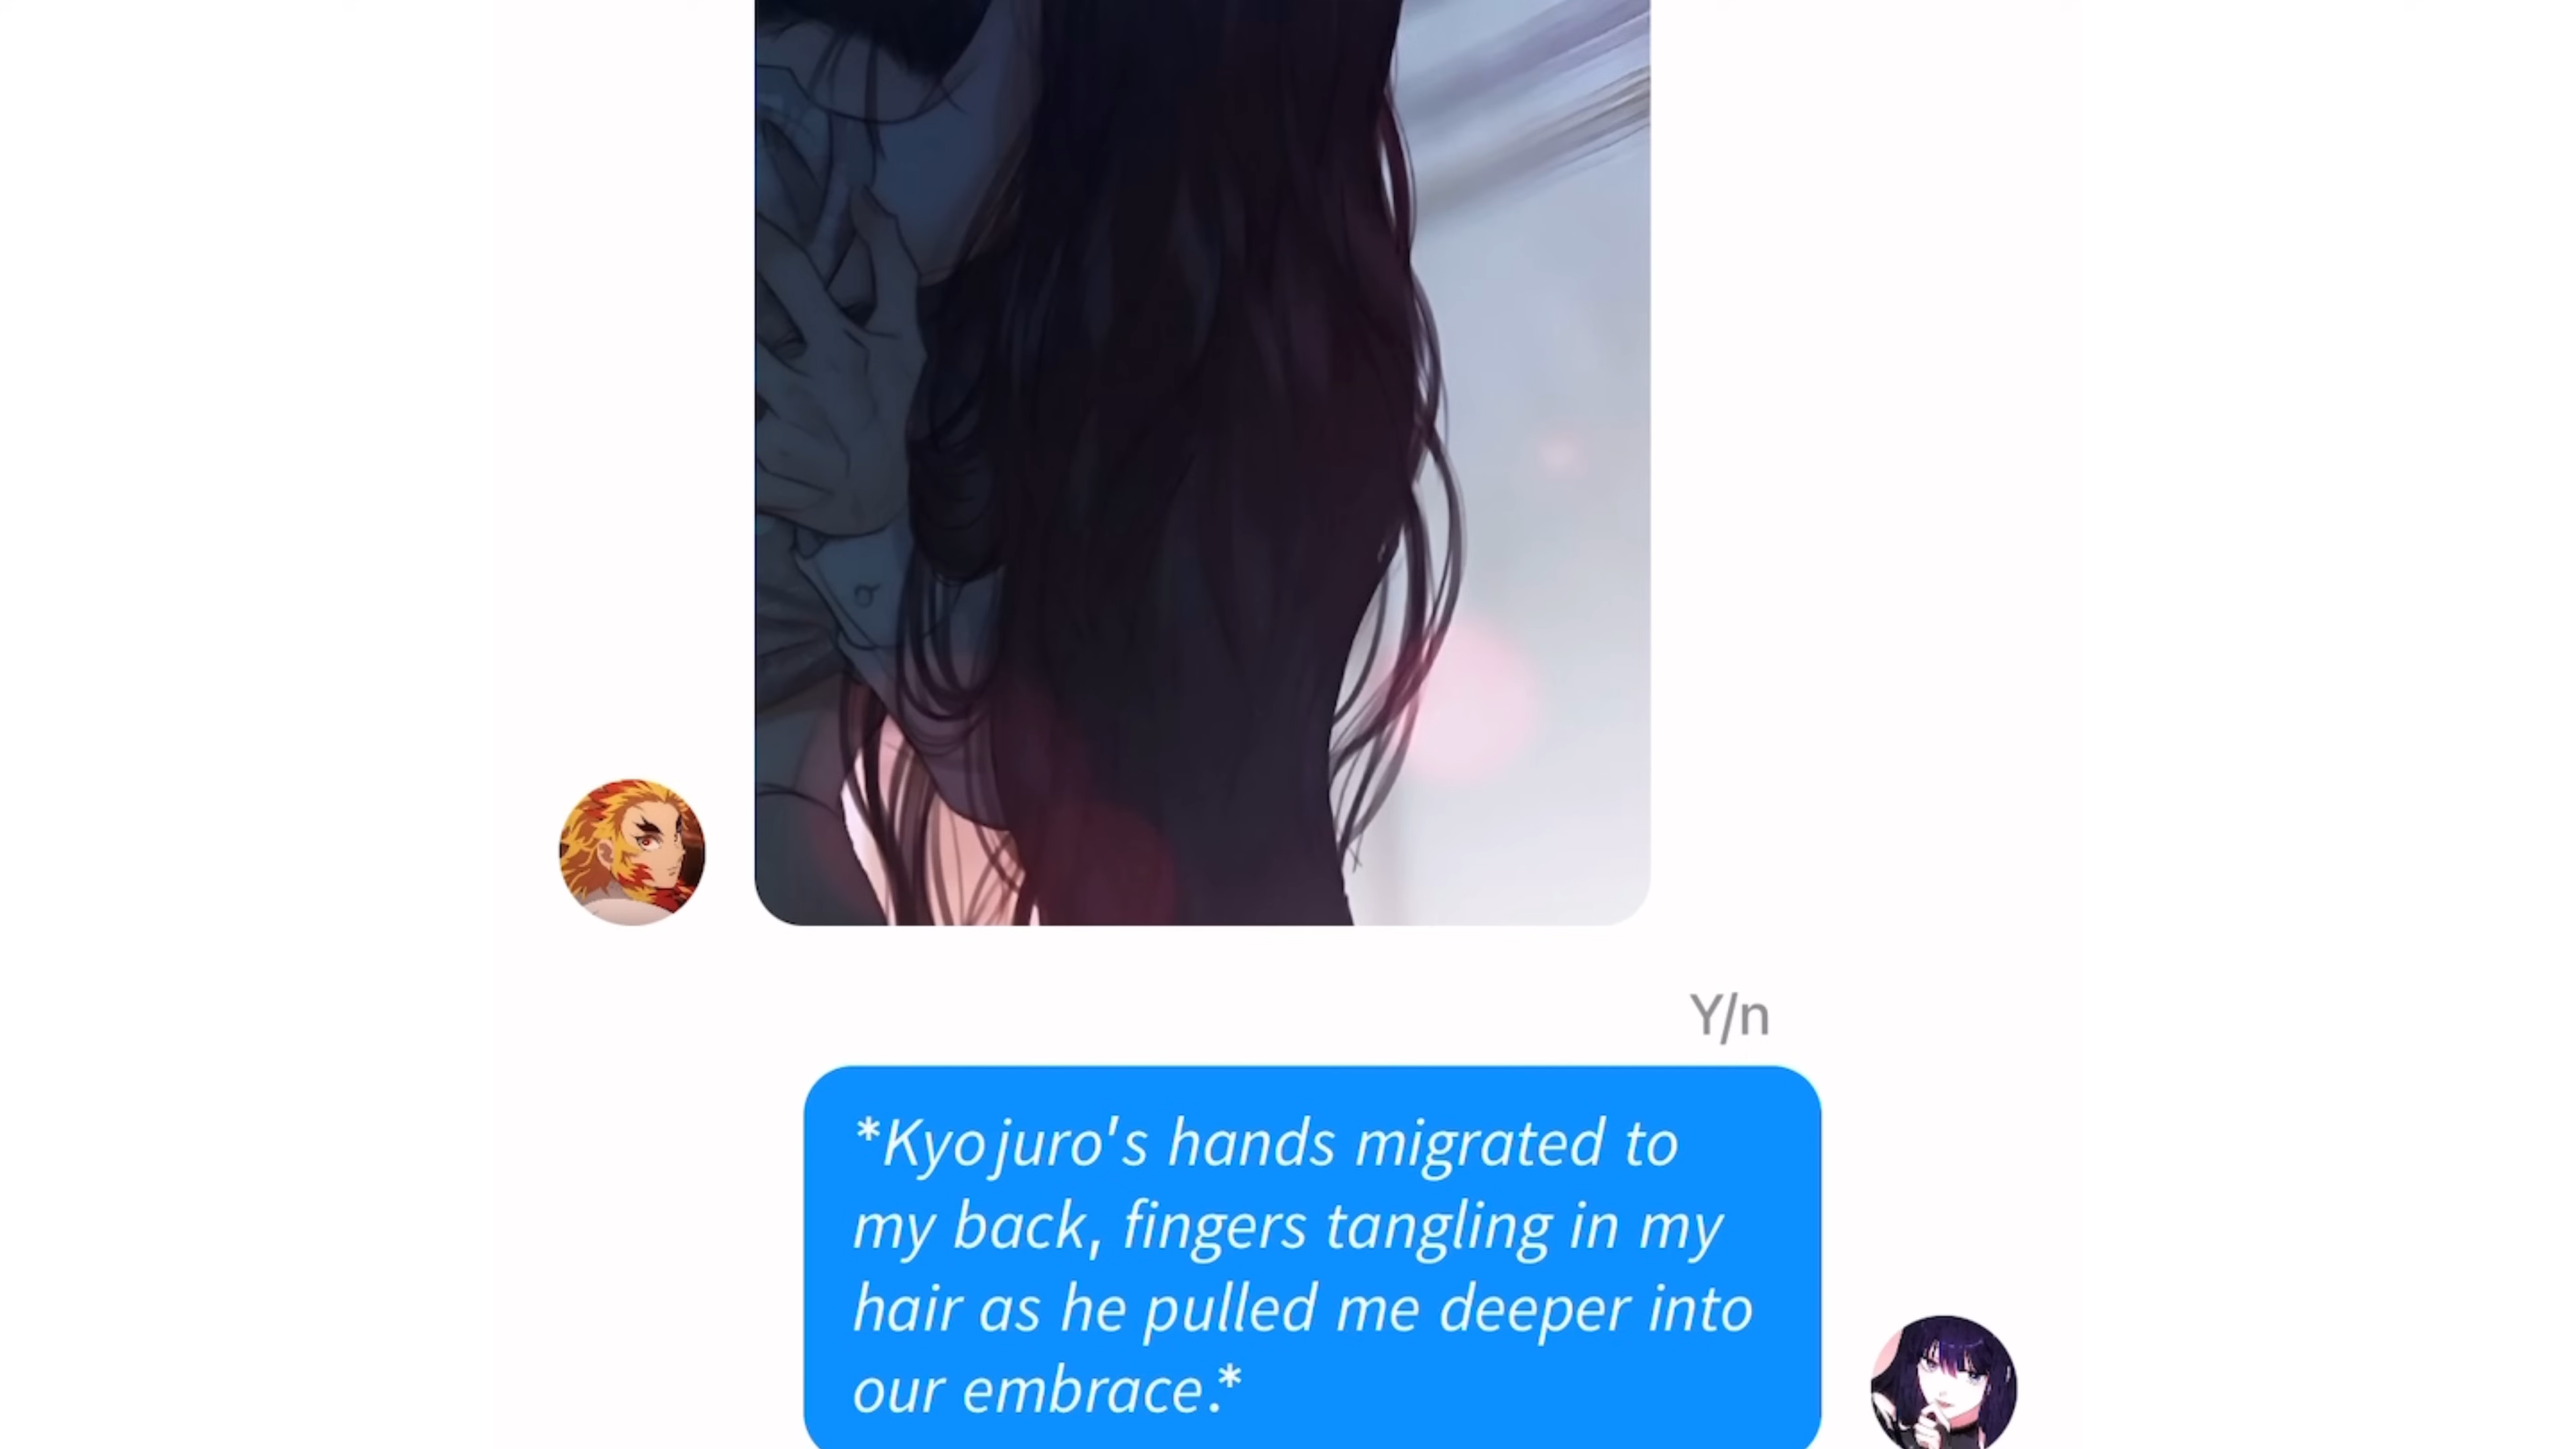 Y/n
*Kyojuro's hands migrated to
my back, fingers tangling in my
hair as he pulled me deeper into
our embrace.*